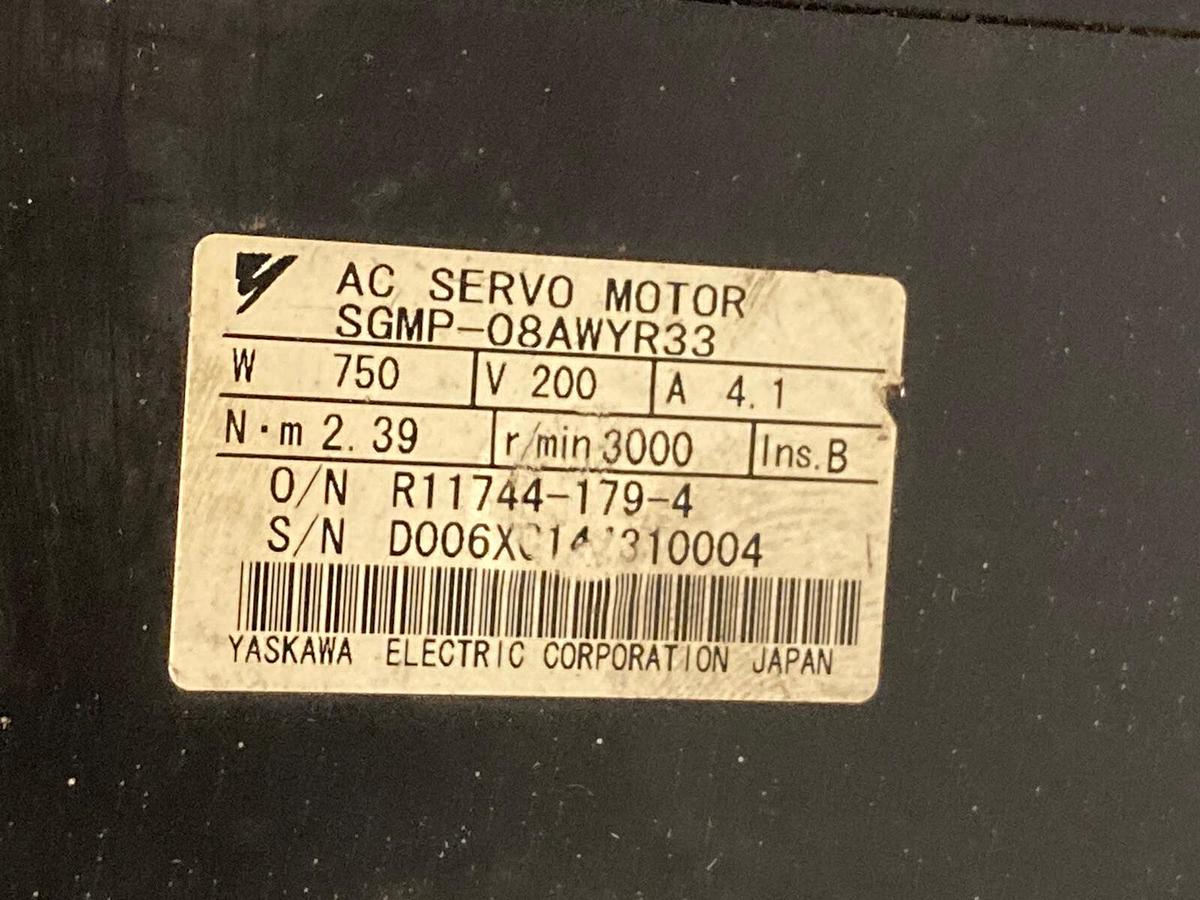 AC SERVO MOTOR
SGMP-08AWYR33
W 750 V 200 A 4.1
N·m 2.39 r/min 3000 Ins. B
O/N R11744-179-4
S/N
YASKAWA ELECTRIC CORPORATION JAPAN